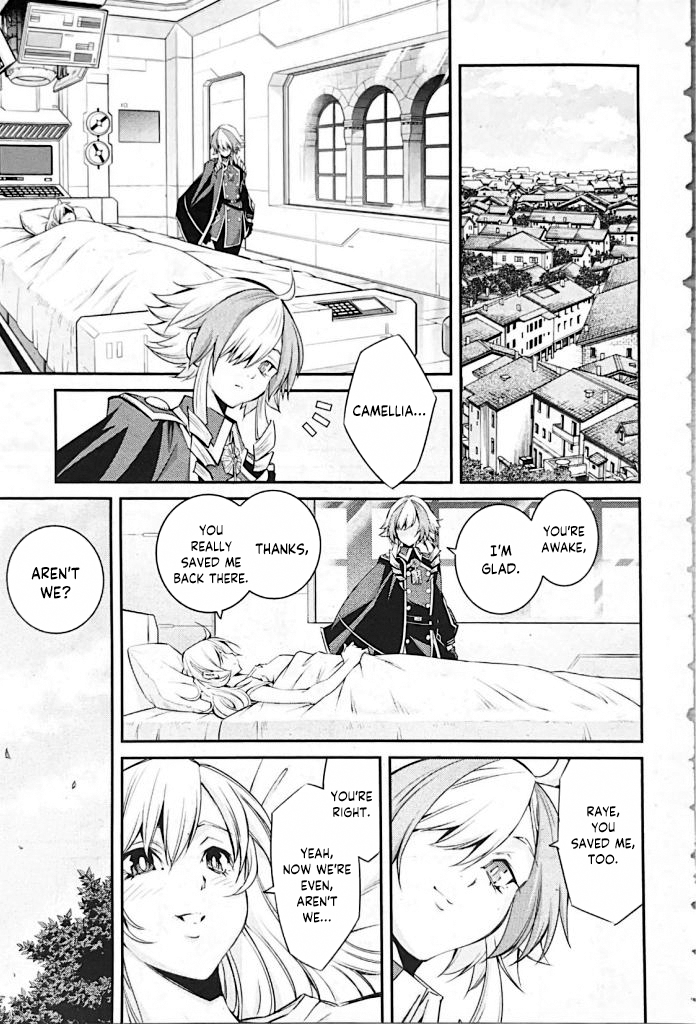 CAMELLIA...
YOU'RE
AWAKE,
I'M
GLAD.
THANKS,
YOU
REALLY
SAVED ME
BACK THERE.
RAYE,
YOU
SAVED ME,
TOO.
YOU'RE
RIGHT.
YEAH,
NOW WE'RE
EVEN,
AREN'T
WE...
AREN'T
WE?